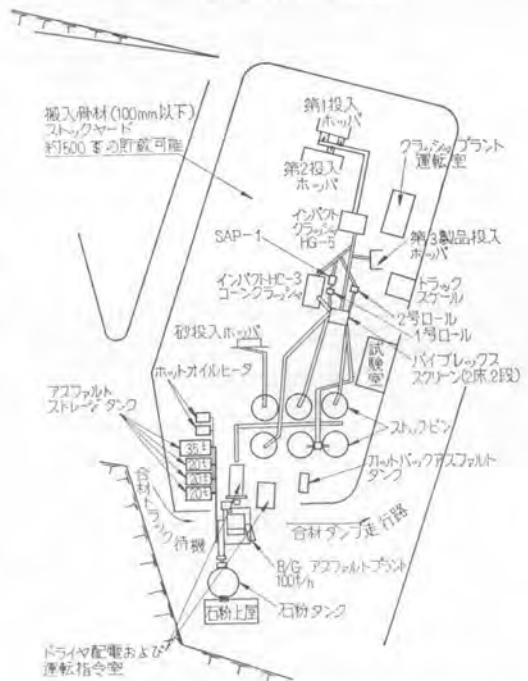 第1投入
ホッパ
搬入骨材(100mm以下)
ストックヤード
約500㌧の貯蔵可能
第2投入
ホッパ
クラッシャプラント
運転室
インパクト
クラッシャ
HG-5
SAP-1
第3製品投入
ホッパ
インパクトHC-3
コーンクラッシャ
トラック
スケール
2号ロール
1号ロール
砂投入ホッパ
試験室
バイブレックス
スクリーン(2床,2段)
ホットオイルヒータ
アスファルト
ストレージタンク
ストックビン
35t
20t
20t
20t
カットバックアスファルト
タンク
合材トラック
待機
合材ダンプ走行路
B/G アスファルトプラント
100t/h
石粉タンク
石粉上屋
ドライヤ配電および
運転指令室